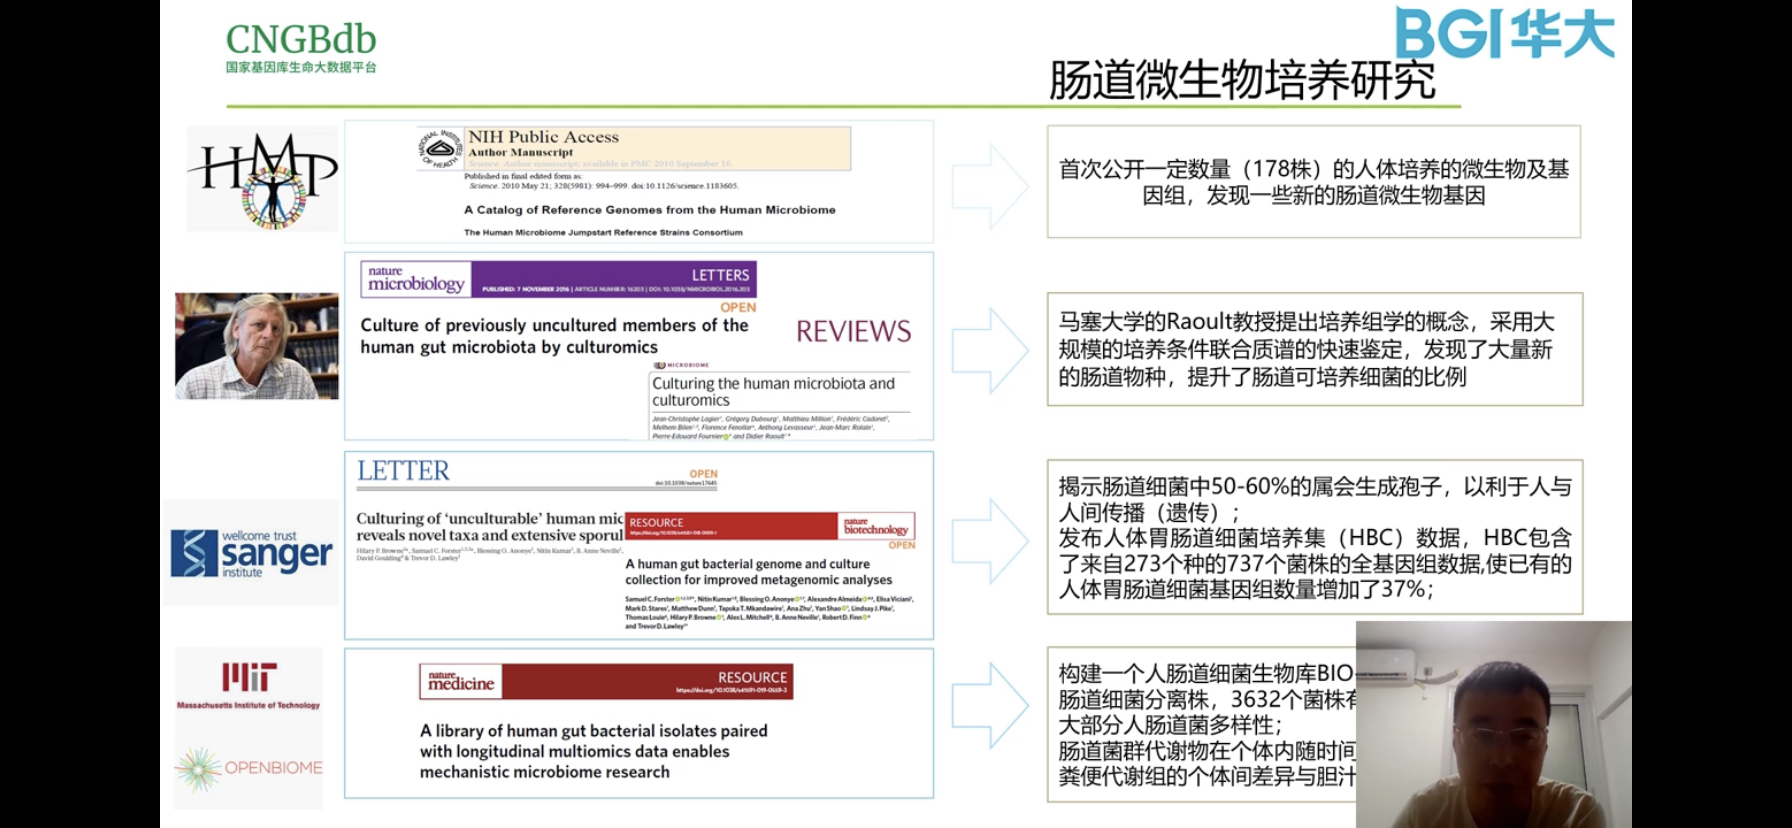 CNGBdb
国家基因库生命大数据平台
BGI华大
肠道微生物培养研究
HMP
NIH Public Access
Author Manuscript
Science. Author manuscript; available in PMC 2010 September 16.
Published in final edited form as:
Science. 2010 May 21; 328(5981): 994–999. doi:10.1126/science.1183605.
A Catalog of Reference Genomes from the Human Microbiome
The Human Microbiome Jumpstart Reference Strains Consortium
首次公开一定数量（178株）的人体培养的微生物及基
因组，发现一些新的肠道微生物基因
nature
microbiology
LETTERS
PUBLISHED: 7 NOVEMBER 2016 | ARTICLE NUMBER: 16203 | DOI: 10.1038/NMICROBIOL.2016.203
OPEN
Culture of previously uncultured members of the
human gut microbiota by culturomics
REVIEWS
MICROBIOME
Culturing the human microbiota and
culturomics
Jean-Christophe Lagier, Grégory Dubourg, Matthieu Million, Frédéric Cadoret,
Melhem Bilen, Florence Fenollar, Anthony Levasseur, Jean-Marc Rolain,
Pierre-Edouard Fournier and Didier Raoult
马塞大学的Raoult教授提出培养组学的概念，采用大
规模的培养条件联合质谱的快速鉴定，发现了大量新
的肠道物种，提升了肠道可培养细菌的比例
wellcome trust
sanger
institute
LETTER
OPEN
doi:10.1038/nature17645
Culturing of ‘unculturable’ human mic
reveals novel taxa and extensive sporul
Hilary P. Browne, Samuel C. Forster, Blessing O. Anonye, Nitin Kumar, B. Anne Neville,
David Goulding & Trevor D. Lawley
RESOURCE
nature
biotechnology
OPEN
A human gut bacterial genome and culture
collection for improved metagenomic analyses
Samuel C. Forster, Nitin Kumar, Blessing O. Anonye, Alexandre Almeida, Elisa Viciani,
Mark D. Stares, Matthew Dunn, Tapoka T. Mkandawire, Ana Zhu, Yan Shao, Lindsay J. Pike,
Thomas Louie, Hilary P. Browne, Alex L. Mitchell, B. Anne Neville, Robert D. Finn
and Trevor D. Lawley
揭示肠道细菌中50-60%的属会生成孢子，以利于人与
人间传播（遗传）；
发布人体胃肠道细菌培养集（HBC）数据，HBC包含
了来自273个种的737个菌株的全基因组数据,使已有的
人体胃肠道细菌基因组数量增加了37%；
MIT
Massachusetts Institute of Technology
OPENBIOME
nature
medicine
RESOURCE
https://doi.org/10.1038/s41591-019-0559-3
A library of human gut bacterial isolates paired
with longitudinal multiomics data enables
mechanistic microbiome research
构建一个人肠道细菌生物库BIO-
肠道细菌分离株，3632个菌株有
大部分人肠道菌多样性；
肠道菌群代谢物在个体内随时间
粪便代谢组的个体间差异与胆汁